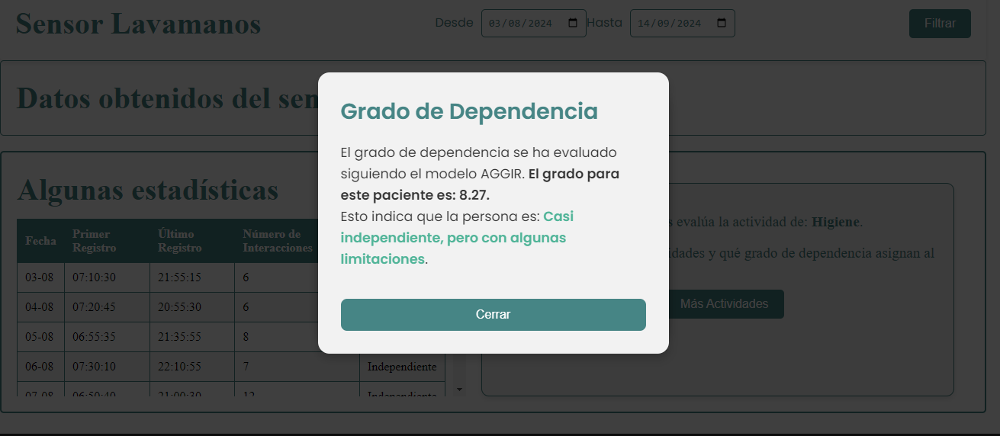 Sensor Lavamanos
Desde 03/08/2024 Hasta 14/09/2024 Filtrar
Datos obtenidos del sen
Grado de Dependencia
El grado de dependencia se ha evaluado
siguiendo el modelo AGGIR. El grado para
este paciente es: 8.27.
Esto indica que la persona es: Casi
independiente, pero con algunas
limitaciones.
Cerrar
Algunas estadísticas
Fecha Primer Registro Último Registro Número de Interacciones
03-08 07:10:30 21:55:15 6
04-08 07:20:45 20:55:30 6
05-08 06:55:35 21:35:55 8
06-08 07:30:10 22:10:55 7 Independiente
07-08 06:50:40 21:00:30 12 Independiente
s evalúa la actividad de: Higiene.
idades y qué grado de dependencia asignan al
Más Actividades